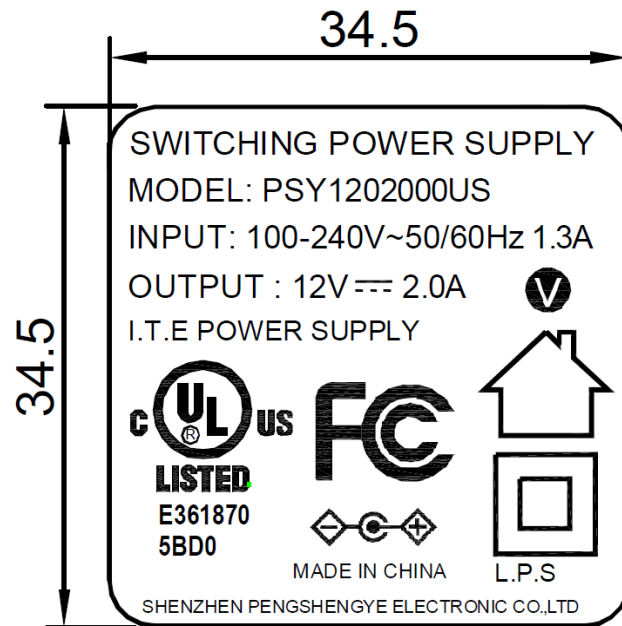 34.5
34.5
SWITCHING POWER SUPPLY
MODEL: PSY1202000US
INPUT: 100-240V~50/60Hz 1.3A
OUTPUT : 12V⎓ 2.0A
V
I.T.E POWER SUPPLY
C UL US
®
LISTED
E361870
5BD0
FC
MADE IN CHINA
L.P.S
SHENZHEN PENGSHENGYE ELECTRONIC CO.,LTD